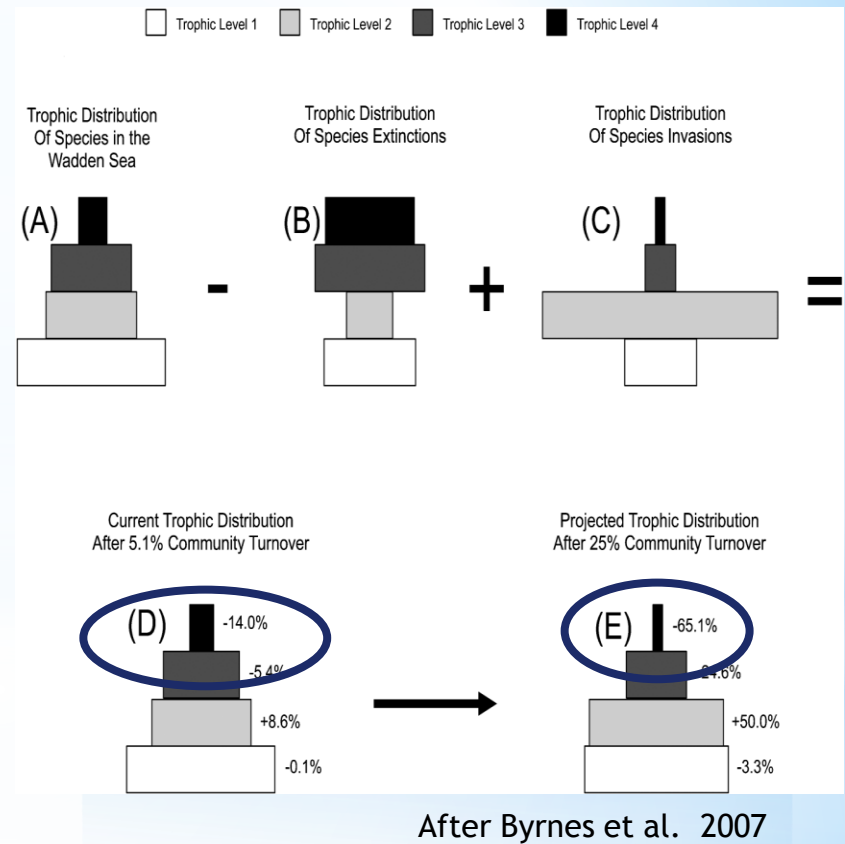 Trophic Level 1 Trophic Level 2 Trophic Level 3 Trophic Level 4
Trophic Distribution
Of Species in the
Wadden Sea
Trophic Distribution
Of Species Extinctions
Trophic Distribution
Of Species Invasions
(A)
-
(B)
+
(C)
=
Current Trophic Distribution
After 5.1% Community Turnover
Projected Trophic Distribution
After 25% Community Turnover
(D)
-14.0%
-5.4%
+8.6%
-0.1%
(E)
-65.1%
-24.6%
+50.0%
-3.3%
After Byrnes et al. 2007